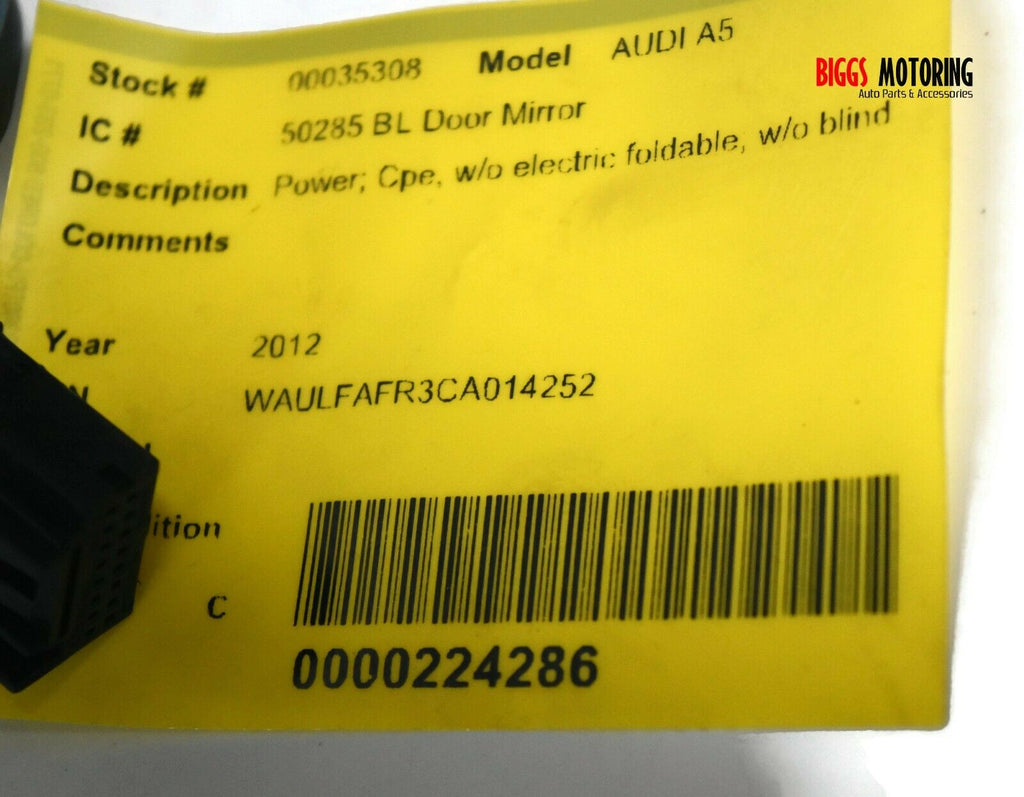 Stock # 00035308 Model AUDI A5
BIGGS MOTORING
Auto Parts & Accessories
IC # 50285 BL Door Mirror
Description Power; Cpe, w/o electric foldable, w/o blind
Comments
Year 2012
WAULFAFR3CA014252
ition
C
0000224286